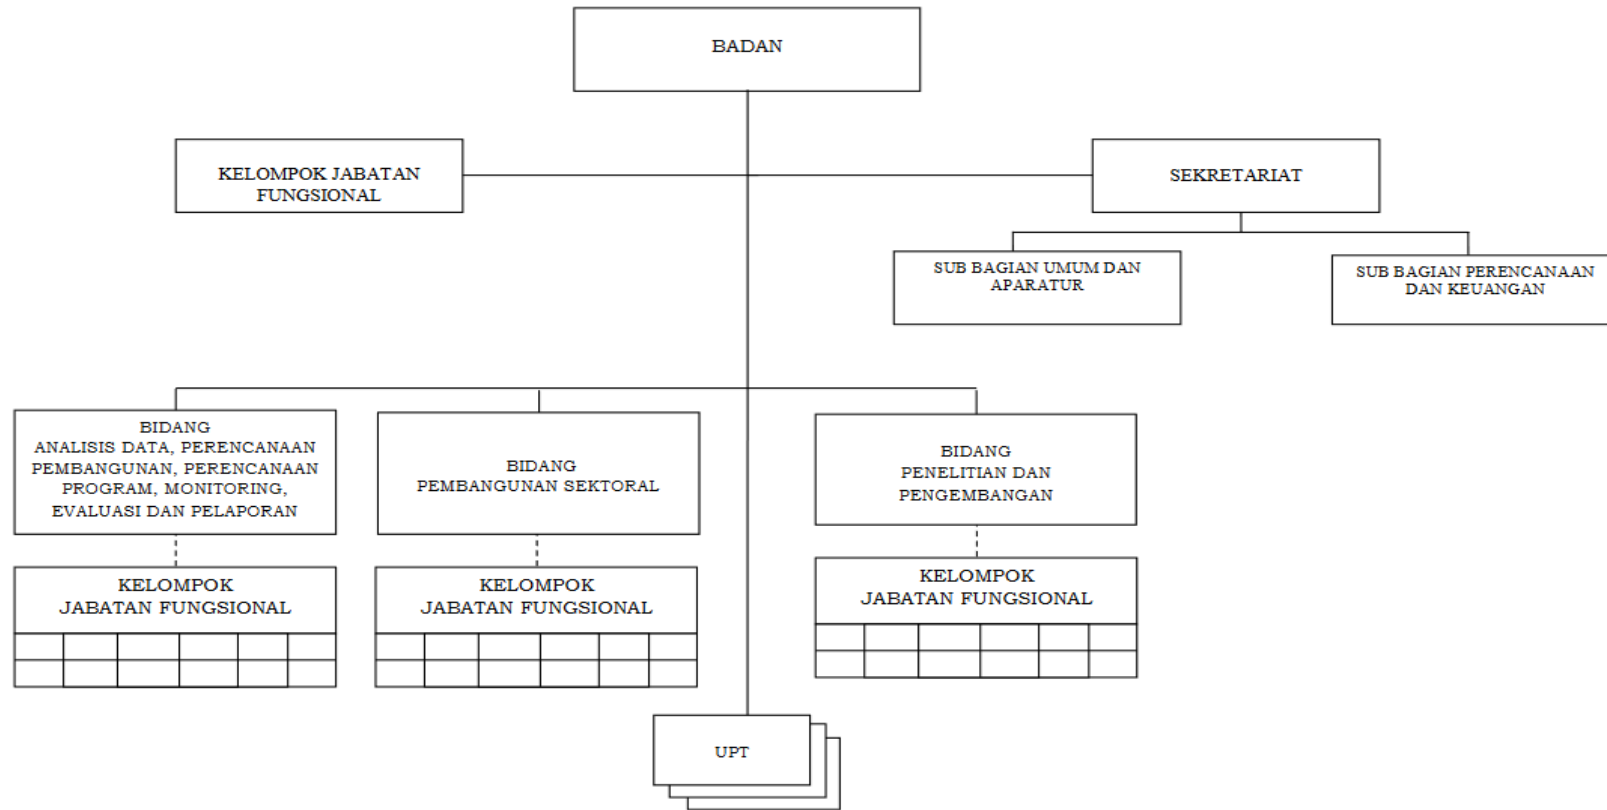 BADAN
KELOMPOK JABATAN
FUNGSIONAL
SEKRETARIAT
SUB BAGIAN UMUM DAN
APARATUR
SUB BAGIAN PERENCANAAN
DAN KEUANGAN
BIDANG
ANALISIS DATA, PERENCANAAN
PEMBANGUNAN, PERENCANAAN
PROGRAM, MONITORING,
EVALUASI DAN PELAPORAN
BIDANG
PEMBANGUNAN SEKTORAL
BIDANG
PENELITIAN DAN
PENGEMBANGAN
KELOMPOK
JABATAN FUNGSIONAL
KELOMPOK
JABATAN FUNGSIONAL
KELOMPOK
JABATAN FUNGSIONAL
UPT